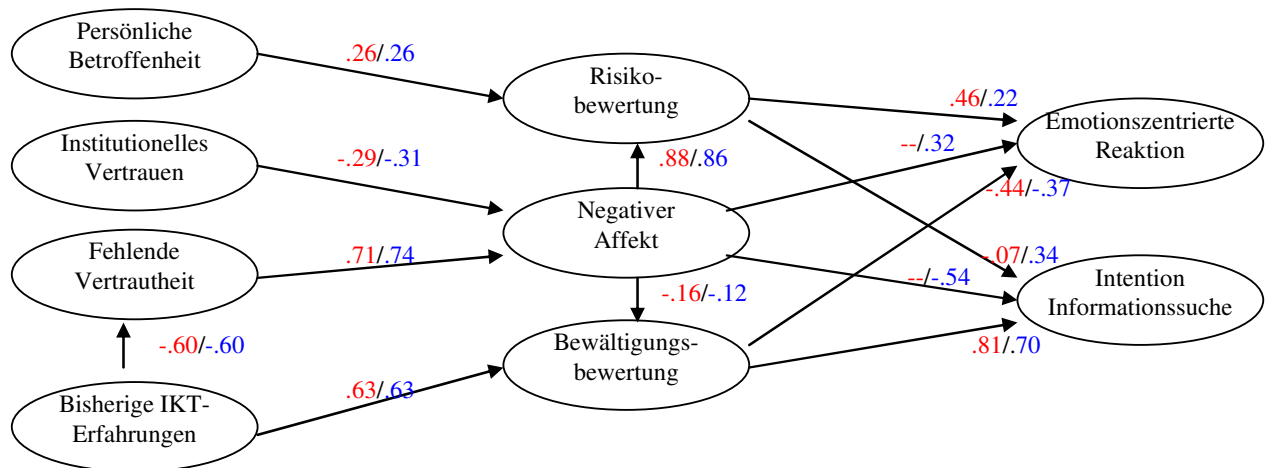 Persönliche
Betroffenheit
.26/.26
Risiko-
bewertung
.46/.22
Emotionszentrierte
Reaktion
Institutionelles
Vertrauen
-.29/-.31
.88/.86
--/.32
-.44/-.37
Negativer
Affekt
Fehlende
Vertrautheit
.71/.74
-.07/.34
--/-.54
Intention
Informationssuche
-.16/-.12
-.60/-.60
Bewältigungs-
bewertung
.81/.70
Bisherige IKT-
Erfahrungen
.63/.63